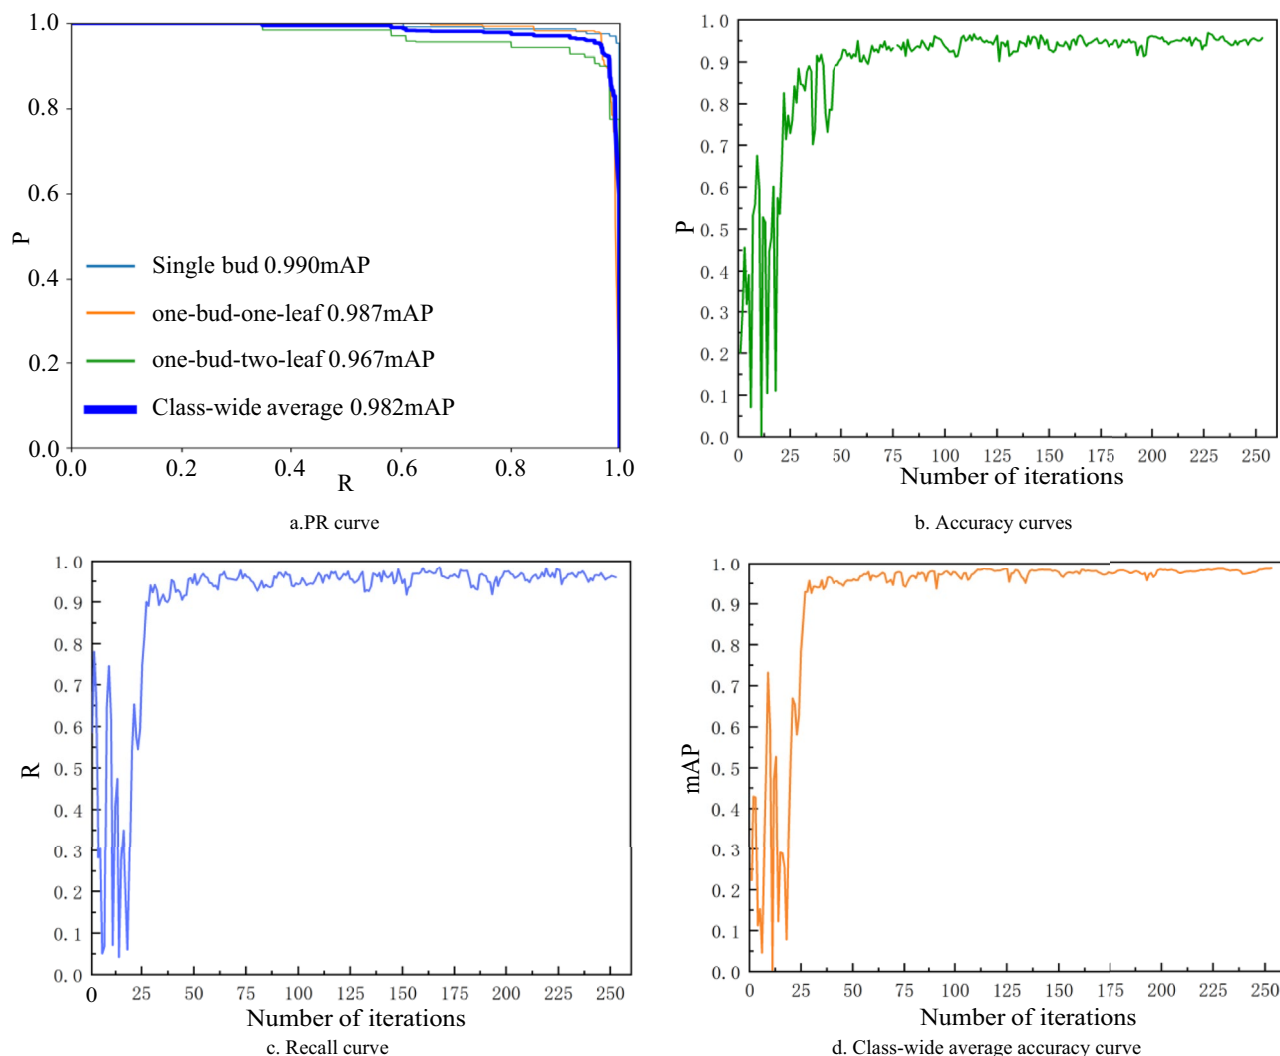 1.0
0.8
0.6
0.4
0.2
0.0
P
Single bud 0.990mAP
one-bud-one-leaf 0.987mAP
one-bud-two-leaf 0.967mAP
Class-wide average 0.982mAP
0.0 0.2 0.4 0.6 0.8 1.0
R
a.PR curve
1.0
0.9
0.8
0.7
0.6
0.5
0.4
0.3
0.2
0.1
0.0
P
0 25 50 75 100 125 150 175 200 225 250
Number of iterations
b. Accuracy curves
1.0
0.9
0.8
0.7
0.6
0.5
0.4
0.3
0.2
0.1
0.0
R
0 25 50 75 100 125 150 175 200 225 250
Number of iterations
c. Recall curve
1.0
0.9
0.8
0.7
0.6
0.5
0.4
0.3
0.2
0.1
0.0
mAP
0 25 50 75 100 125 150 175 200 225 250
Number of iterations
d. Class-wide average accuracy curve